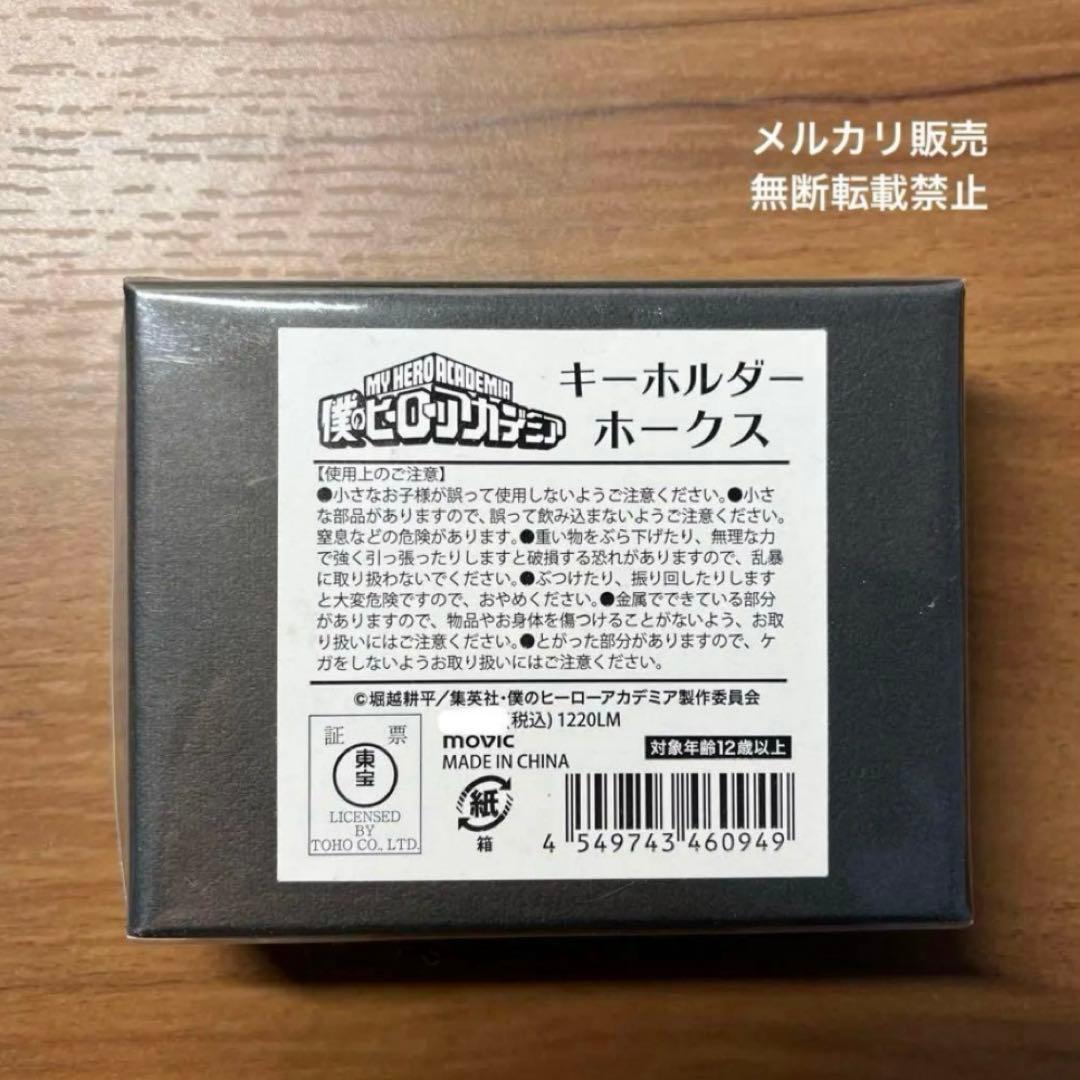 メルカリ販売
無断転載禁止
MY HERO ACADEMIA
僕のヒーローアカデミア
キーホルダー
ホークス
【使用上のご注意】
●小さなお子様が誤って使用しないようご注意ください。●小さ
な部品がありますので、誤って飲み込まないようご注意ください。
窒息などの危険があります。●重い物をぶら下げたり、無理な力
で強く引っ張ったりしますと破損する恐れがありますので、乱暴
に取り扱わないでください。●ぶつけたり、振り回したりします
と大変危険ですので、おやめください。●金属でできている部分
がありますので、物品やお身体を傷つけることがないよう、お取
り扱いにはご注意ください。●とがった部分がありますので、ケ
ガをしないようお取り扱いにはご注意ください。
©堀越耕平／集英社・僕のヒーローアカデミア製作委員会
(税込) 1220LM
movic
MADE IN CHINA
対象年齢12歳以上
証 票
東宝
LICENSED
BY
TOHO CO., LTD.
紙
箱
4 549743 460949